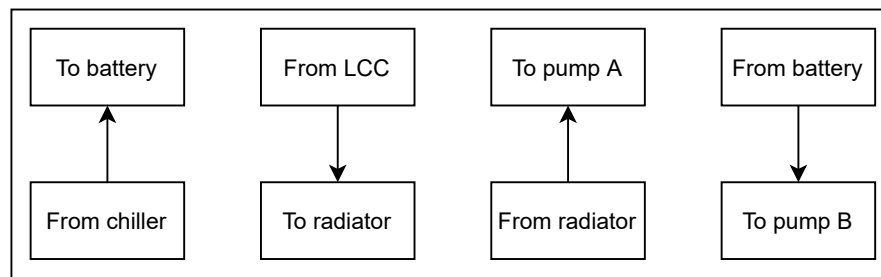 To battery
From LCC
To pump A
From battery
From chiller
To radiator
From radiator
To pump B